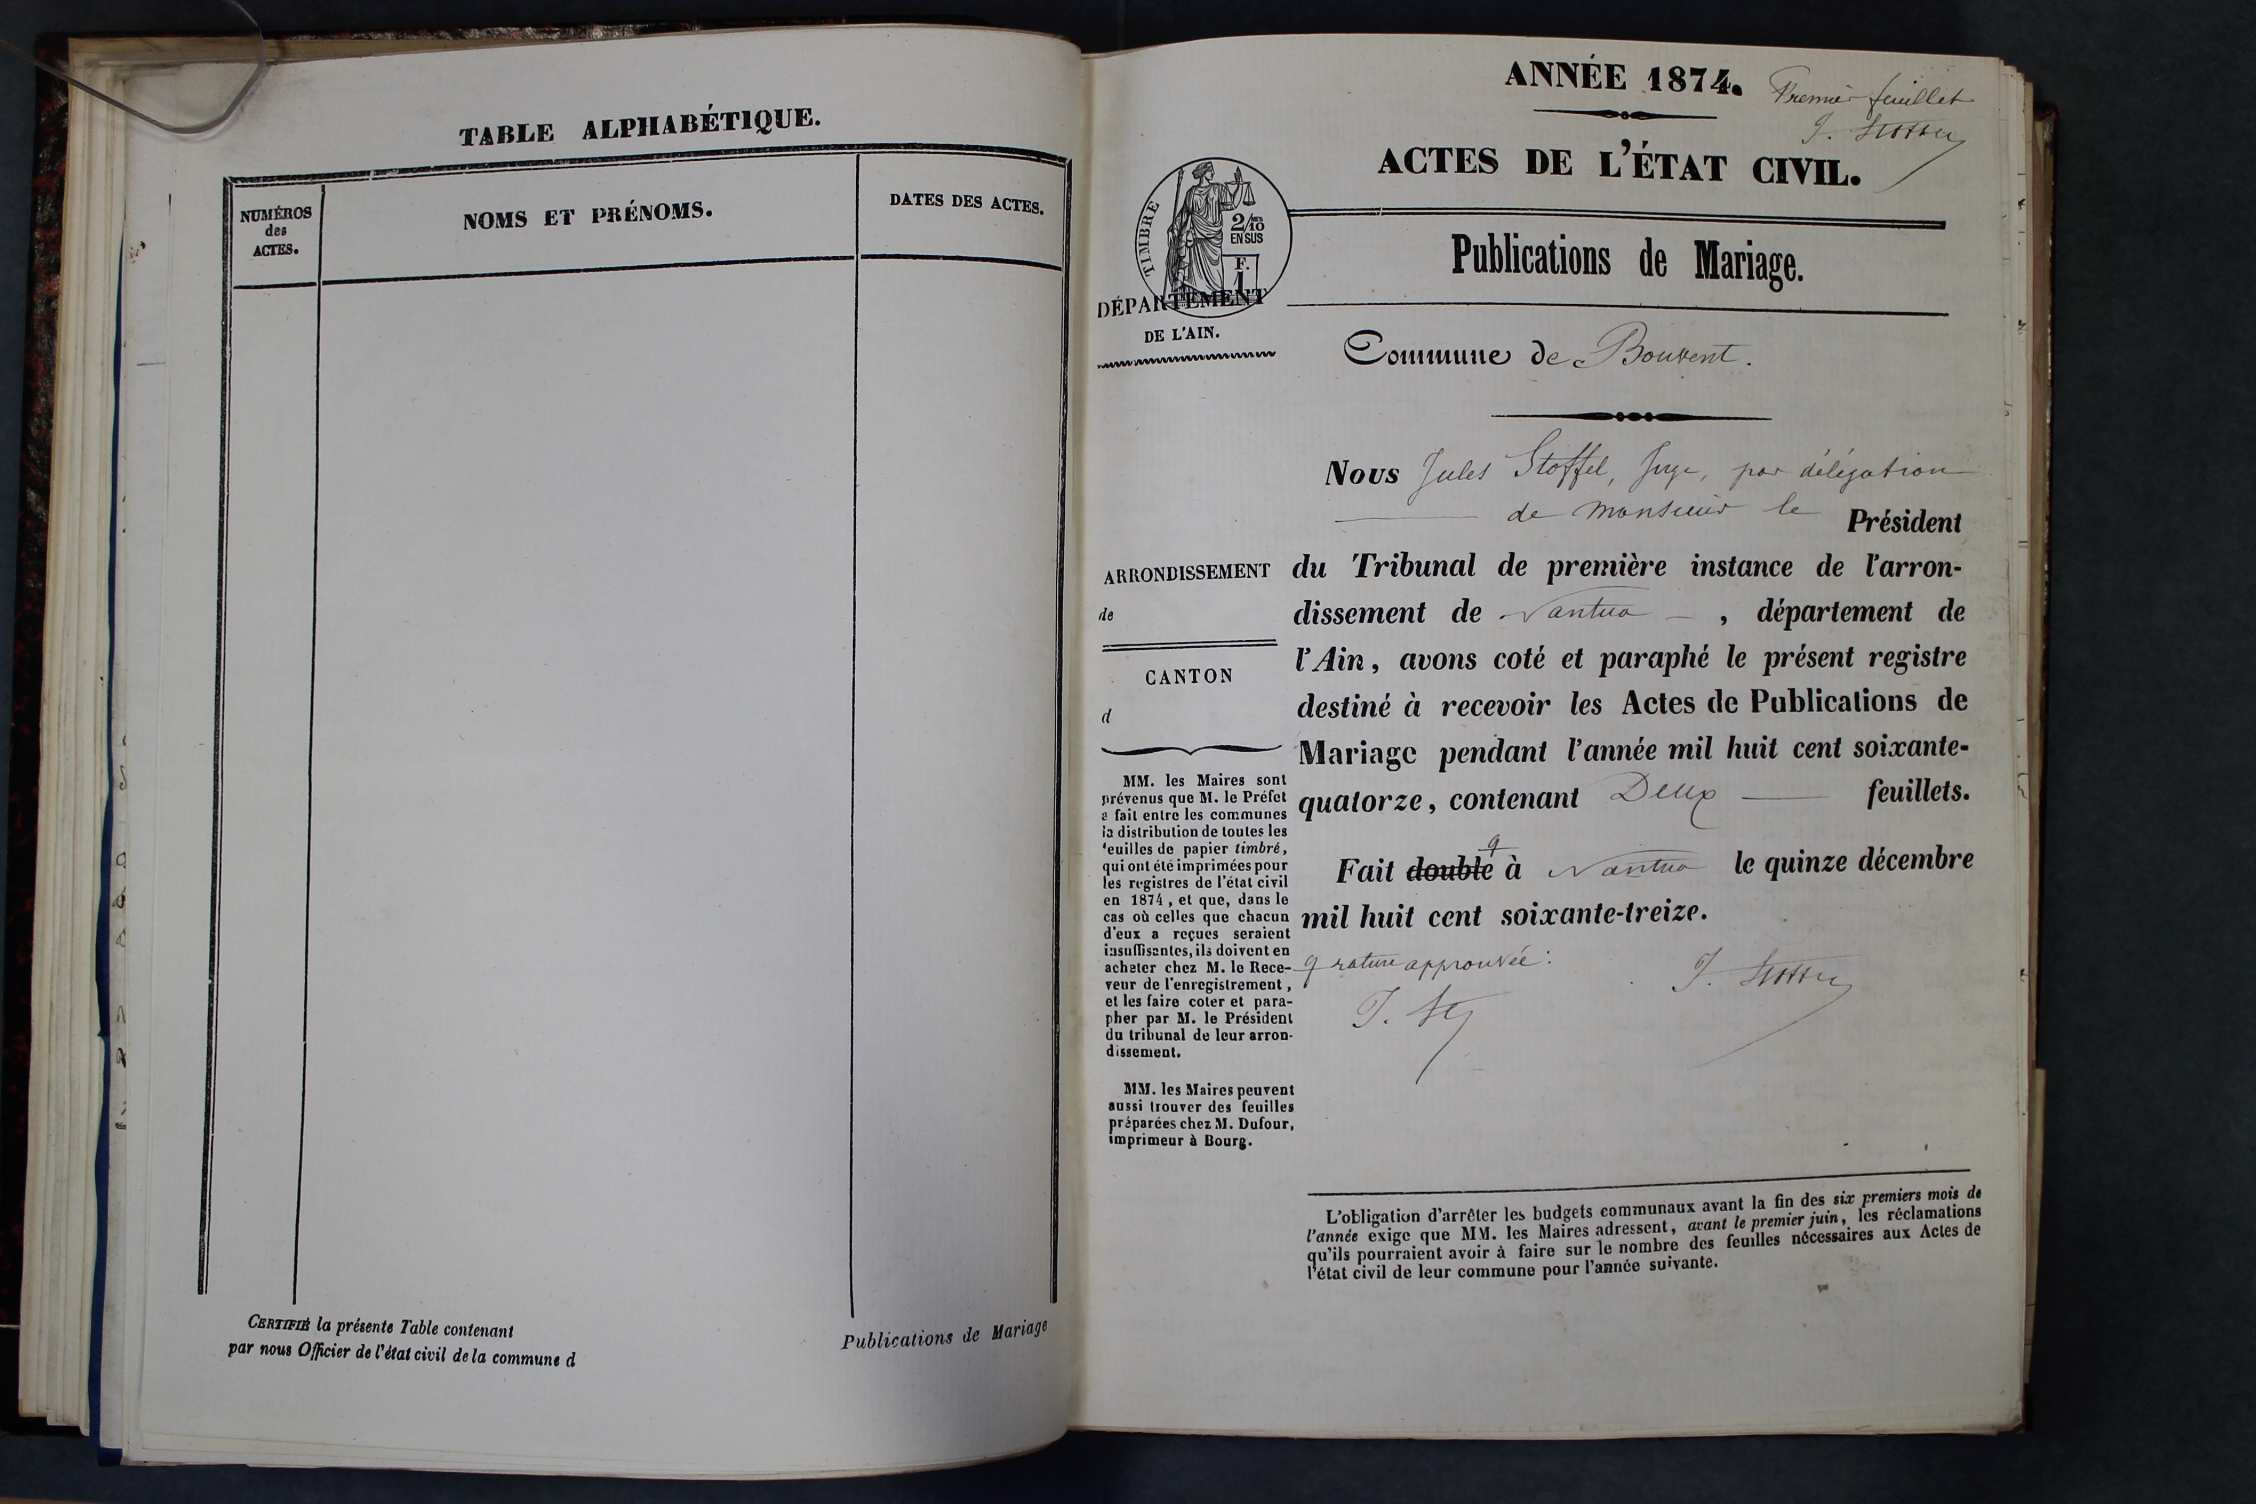 TABLE ALPHABÉTIQUE.
NUMÉROS
des
ACTES.
NOMS ET PRÉNOMS.
DATES DES ACTES.
CERTIFIÉ la présente Table contenant
Publications de Mariage
par nous Officier de l'état civil de la commune d
ANNÉE 1874.
Premier feuillet
J. Stoffel
ACTES DE L'ÉTAT CIVIL.
TIMBRE
2/10
EN SUS
F.
1
Publications de Mariage.
DÉPARTEMENT
DE L'AIN.
Commune de Bouvent.
Nous Jules Stoffel, Juge, par délégation
de Monsieur le Président
du Tribunal de première instance de l'arron-
dissement de Nantua, département de
l'Ain, avons coté et paraphé le présent registre
destiné à recevoir les Actes de Publications de
Mariage pendant l'année mil huit cent soixante-
quatorze, contenant Deux feuillets.
Fait double à Nantua le quinze décembre
mil huit cent soixante-treize.
rature approuvée:
J. St
J. Stoffel
ARRONDISSEMENT
de
CANTON
d
MM. les Maires sont
prévenus que M. le Préfet
a fait entre les communes
la distribution de toutes les
feuilles de papier timbré,
qui ont été imprimées pour
les registres de l'état civil
en 1874, et que, dans le
cas où celles que chacun
d'eux a reçues seraient
insuffisantes, ils doivent en
acheter chez M. le Rece-
veur de l'enregistrement,
et les faire coter et para-
pher par M. le Président
du tribunal de leur arron-
dissement.
MM. les Maires peuvent
aussi trouver des feuilles
préparées chez M. Dufour,
imprimeur à Bourg.
L'obligation d'arrêter les budgets communaux avant la fin des six premiers mois de
l'année exige que MM. les Maires adressent, avant le premier juin, les réclamations
qu'ils pourraient avoir à faire sur le nombre des feuilles nécessaires aux Actes de
l'état civil de leur commune pour l'année suivante.